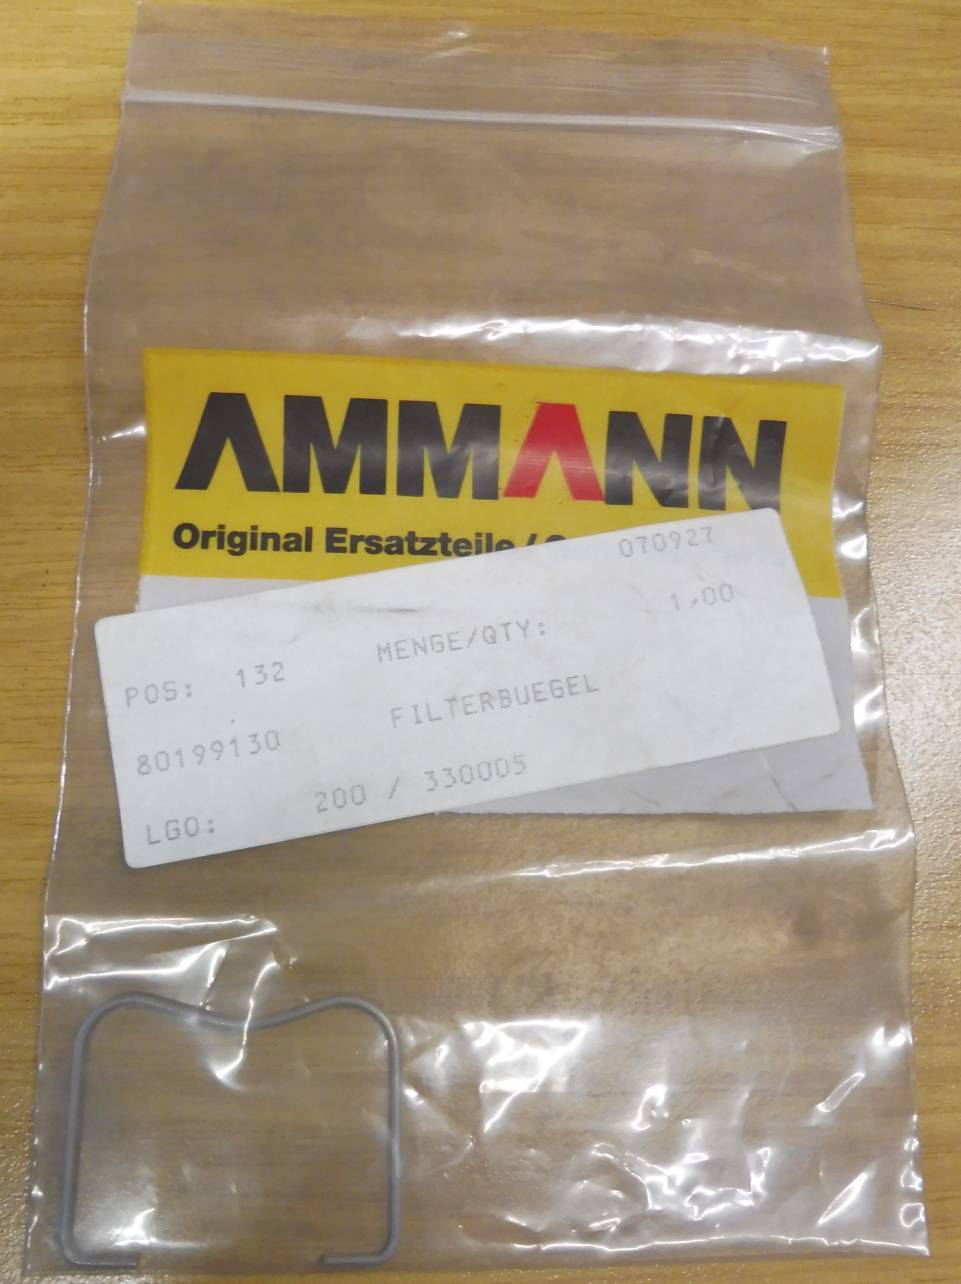 AMMANN
Original Ersatzteile /
070927
MENGE/QTY: 1,00
POS: 132
FILTERBUEGEL
80199130
200 / 330005
LGO: